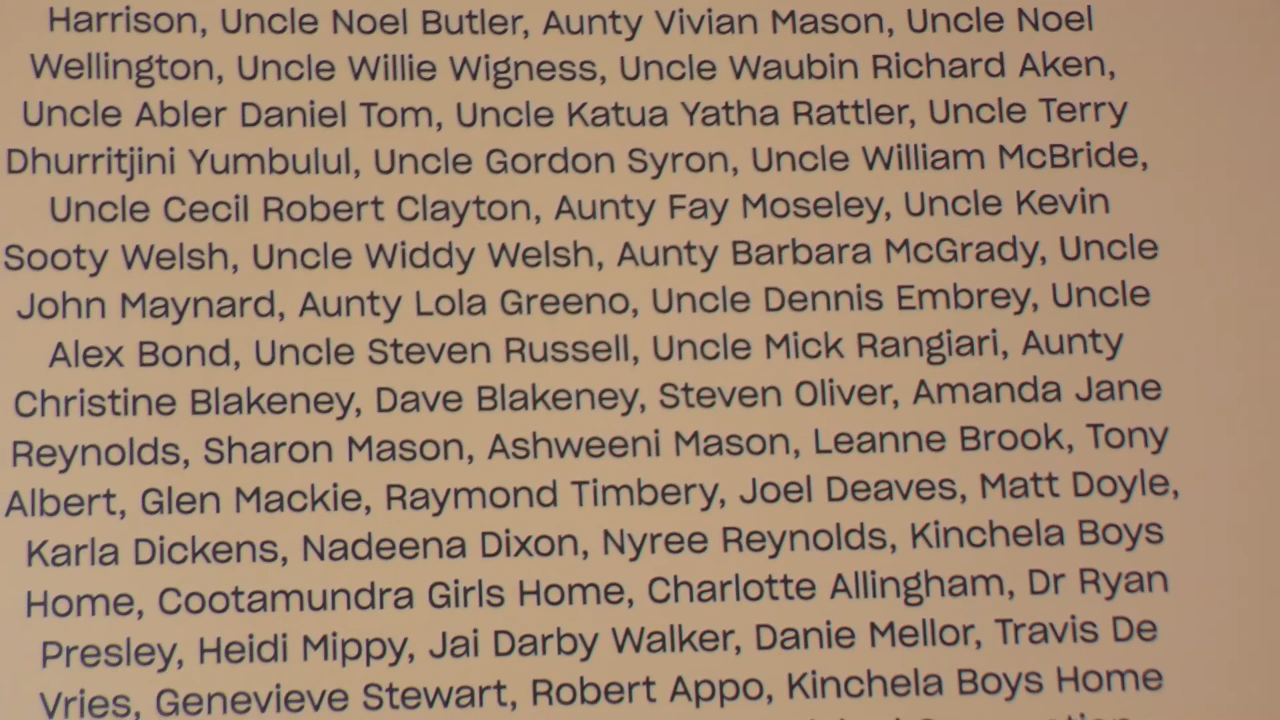 Harrison, Uncle Noel Butler, Aunty Vivian Mason, Uncle Noel
Wellington, Uncle Willie Wigness, Uncle Waubin Richard Aken,
Uncle Abler Daniel Tom, Uncle Katua Yatha Rattler, Uncle Terry
Dhurritjini Yumbulul, Uncle Gordon Syron, Uncle William McBride,
Uncle Cecil Robert Clayton, Aunty Fay Moseley, Uncle Kevin
Sooty Welsh, Uncle Widdy Welsh, Aunty Barbara McGrady, Uncle
John Maynard, Aunty Lola Greeno, Uncle Dennis Embrey, Uncle
Alex Bond, Uncle Steven Russell, Uncle Mick Rangiari, Aunty
Christine Blakeney, Dave Blakeney, Steven Oliver, Amanda Jane
Reynolds, Sharon Mason, Ashweeni Mason, Leanne Brook, Tony
Albert, Glen Mackie, Raymond Timbery, Joel Deaves, Matt Doyle,
Karla Dickens, Nadeena Dixon, Nyree Reynolds, Kinchela Boys
Home, Cootamundra Girls Home, Charlotte Allingham, Dr Ryan
Presley, Heidi Mippy, Jai Darby Walker, Danie Mellor, Travis De
Vries, Genevieve Stewart, Robert Appo, Kinchela Boys Home